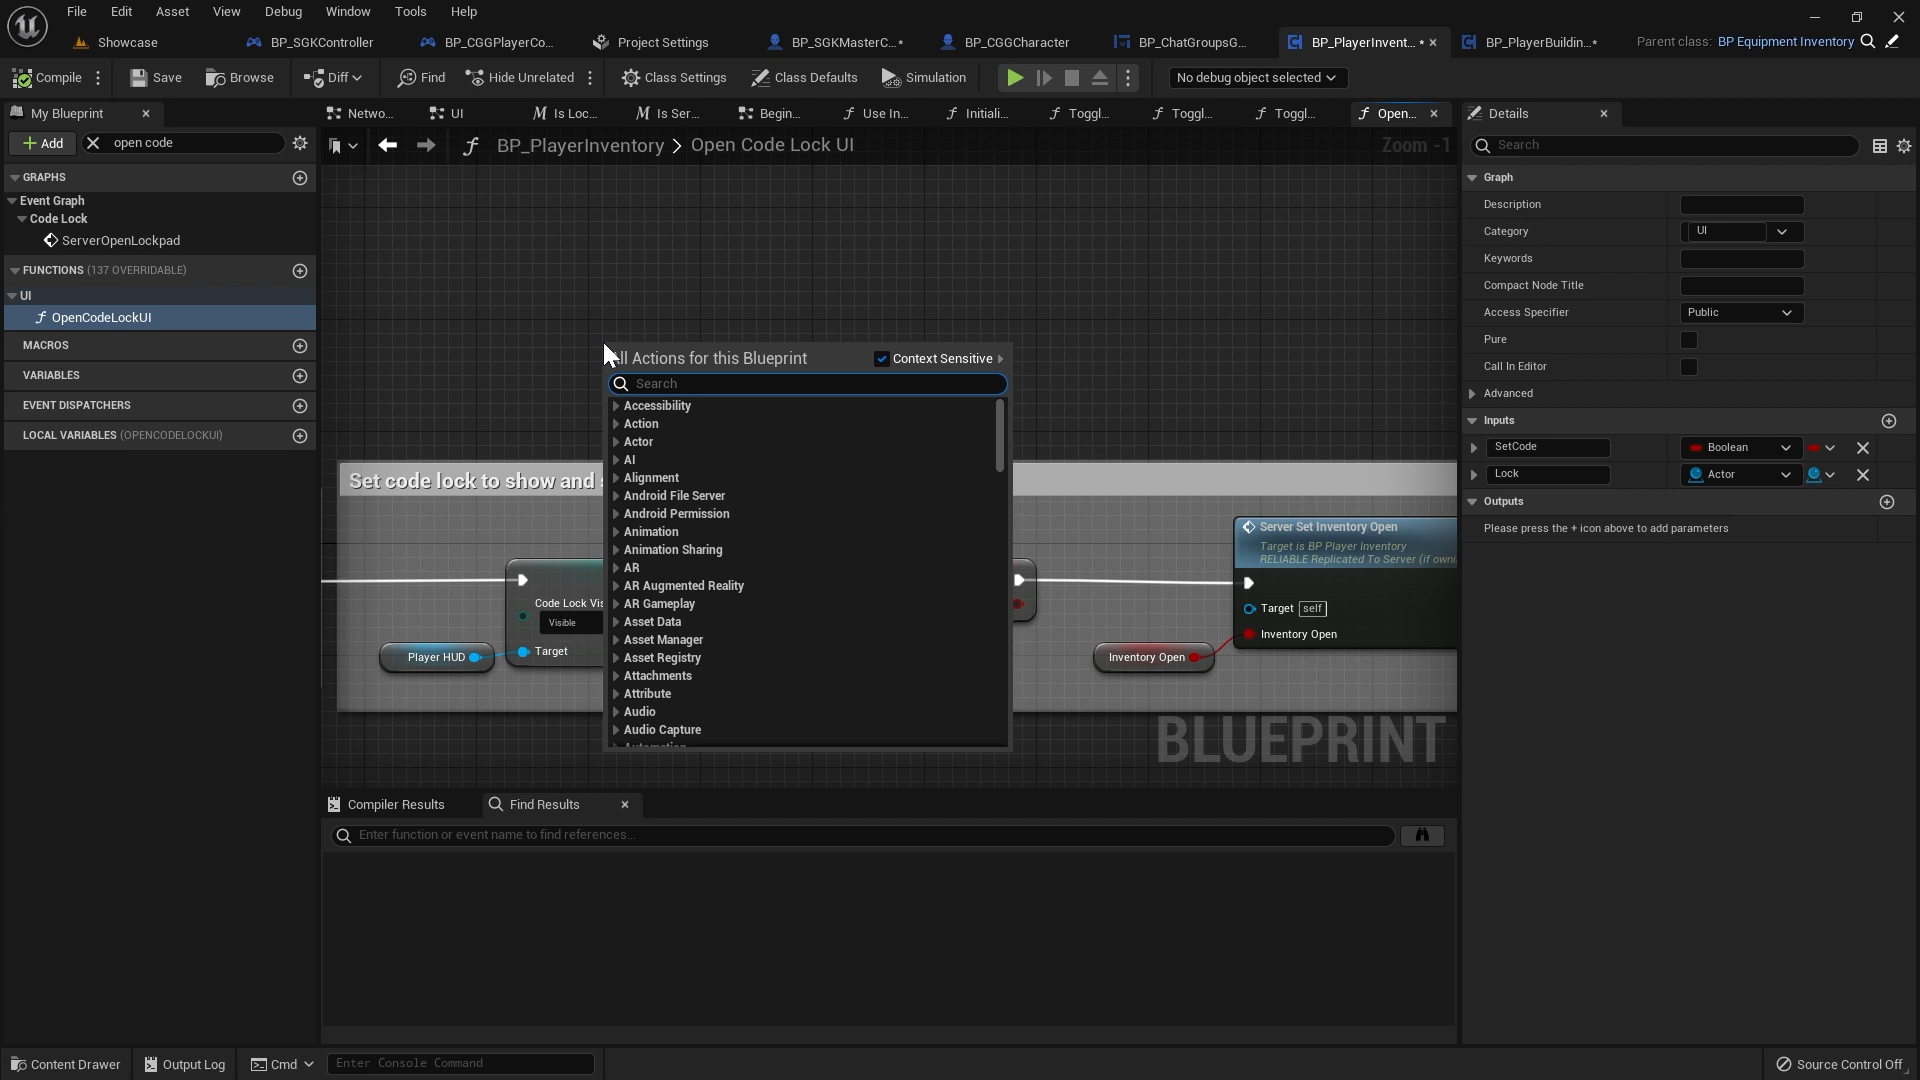 File Edit Asset View Debug Window Tools Help
Showcase BP_SGKController BP_CGGPlayerCo... Project Settings BP_SGKMasterC...* BP_CGGCharacter BP_ChatGroupsG... BP_PlayerInvent... * BP_PlayerBuildin...* Parent class: BP Equipment Inventory
Compile Save Browse Diff Find Hide Unrelated Class Settings Class Defaults Simulation No debug object selected
My Blueprint Netwo... UI Is Loc... Is Ser... Begin... Use In... Initiali... Toggl... Toggl... Toggl... Open... Details
Add open code BP_PlayerInventory > Open Code Lock UI Zoom -1 Search
GRAPHS
Event Graph
Code Lock
ServerOpenLockpad
FUNCTIONS (137 OVERRIDABLE)
UI
OpenCodeLockUI
MACROS
VARIABLES
EVENT DISPATCHERS
LOCAL VARIABLES (OPENCODELOCKUI)
ll Actions for this Blueprint Context Sensitive
Search
Accessibility
Action
Actor
AI
Alignment
Android File Server
Android Permission
Animation
Animation Sharing
AR
AR Augmented Reality
AR Gameplay
Asset Data
Asset Manager
Asset Registry
Attachments
Attribute
Audio
Audio Capture
Automation
Set code lock to show and
Code Lock Vis
Visible
Player HUD
Target
Server Set Inventory Open
Target is BP Player Inventory
RELIABLE Replicated To Server (if owni
Target self
Inventory Open
Inventory Open
BLUEPRINT
Graph
Description
Category UI
Keywords
Compact Node Title
Access Specifier Public
Pure
Call In Editor
Advanced
Inputs
SetCode Boolean
Lock Actor
Outputs
Please press the + icon above to add parameters
Compiler Results Find Results
Enter function or event name to find references...
Content Drawer Output Log Cmd Enter Console Command Source Control Off